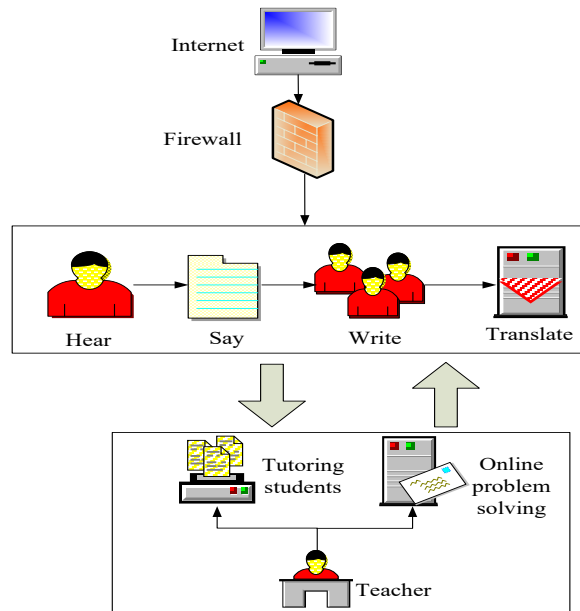 Internet
Firewall
Hear
Say
Write
Translate
Tutoring
students
Online
problem
solving
Teacher